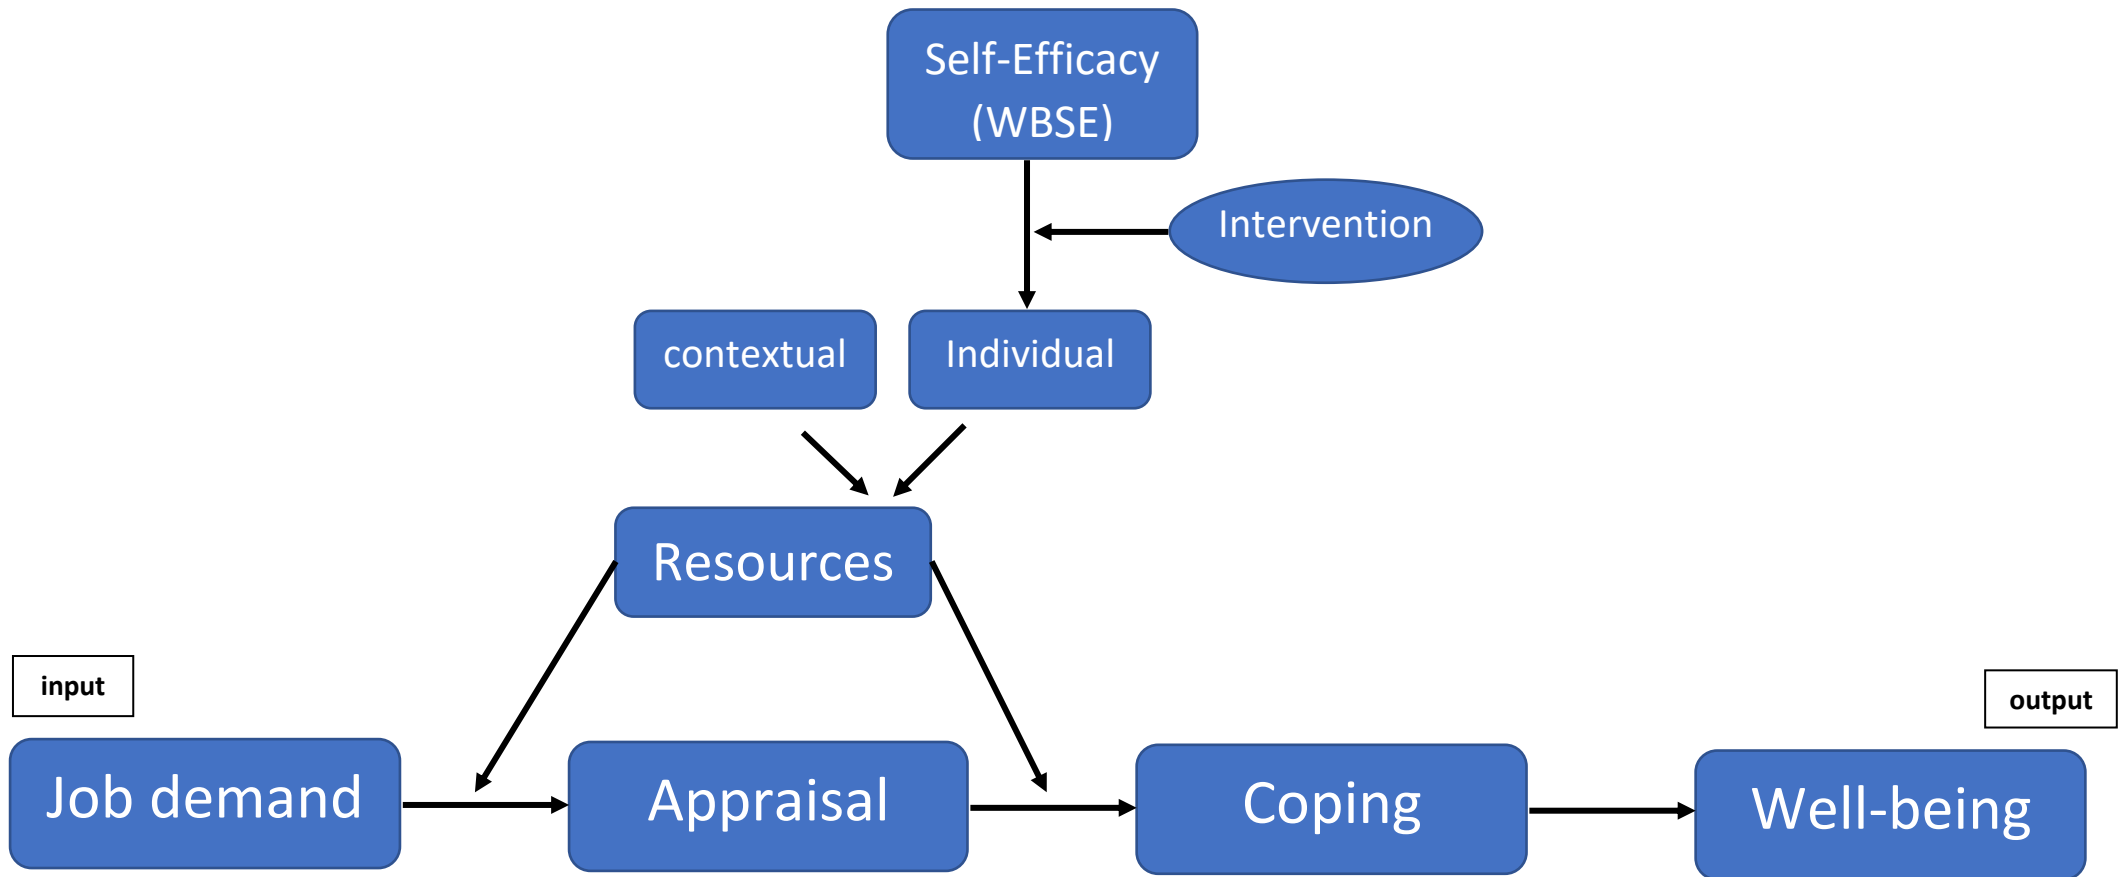 Self-Efficacy
(WBSE)
Intervention
contextual
Individual
Resources
input
output
Job demand
Appraisal
Coping
Well-being